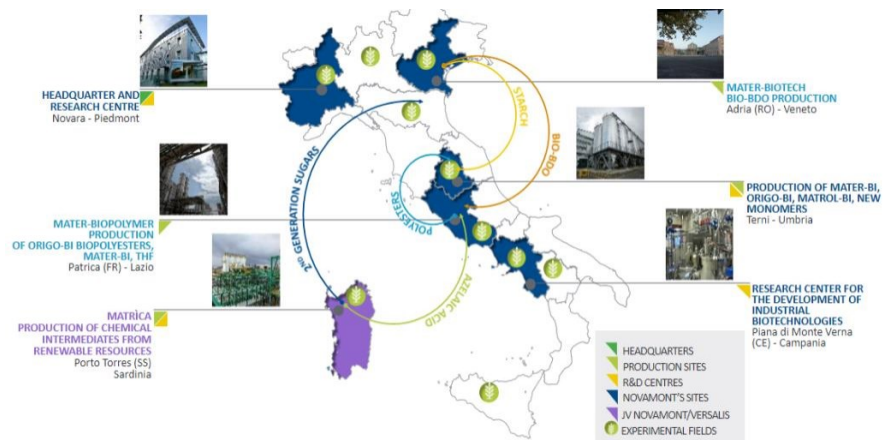 HEADQUARTER AND
RESEARCH CENTRE
Novara - Piedmont
MATER-BIOTECH
BIO-BDO PRODUCTION
Adria (RO) - Veneto
STARCH
BIO-BDO
2ND GENERATION SUGARS
POLYESTERS
AZELAIC ACID
MATER-BIOPOLYMER
PRODUCTION
OF ORIGO-BI BIOPOLYESTERS,
MATER-BI, THF
Patrica (FR) - Lazio
PRODUCTION OF MATER-BI,
ORIGO-BI, MATROL-BI, NEW
MONOMERS
Terni - Umbria
MATRÌCA
PRODUCTION OF CHEMICAL
INTERMEDIATES FROM
RENEWABLE RESOURCES
Porto Torres (SS)
Sardinia
RESEARCH CENTER FOR
THE DEVELOPMENT OF
INDUSTRIAL
BIOTECHNOLOGIES
Piana di Monte Verna
(CE) - Campania
HEADQUARTERS
PRODUCTION SITES
R&D CENTRES
NOVAMONT'S SITES
JV NOVAMONT/VERSALIS
EXPERIMENTAL FIELDS